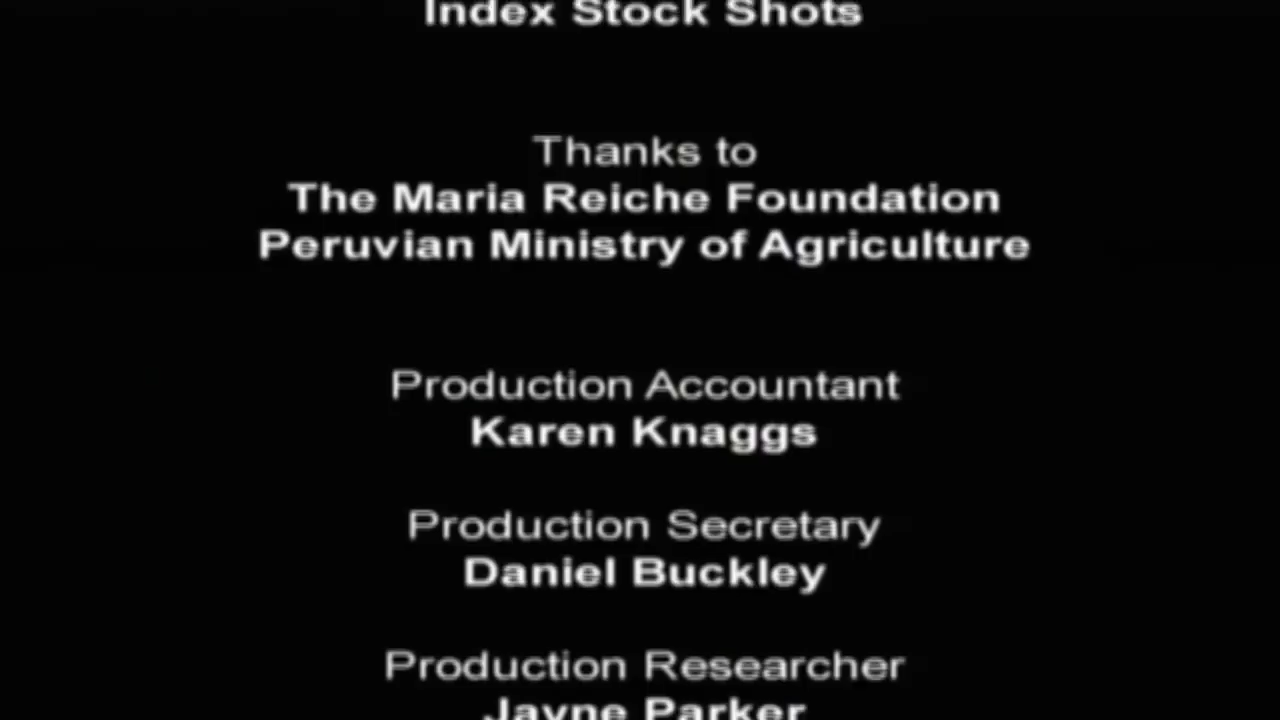 Index Stock Shots
Thanks to
The Maria Reiche Foundation
Peruvian Ministry of Agriculture
Production Accountant
Karen Knaggs
Production Secretary
Daniel Buckley
Production Researcher
Jayne Parker